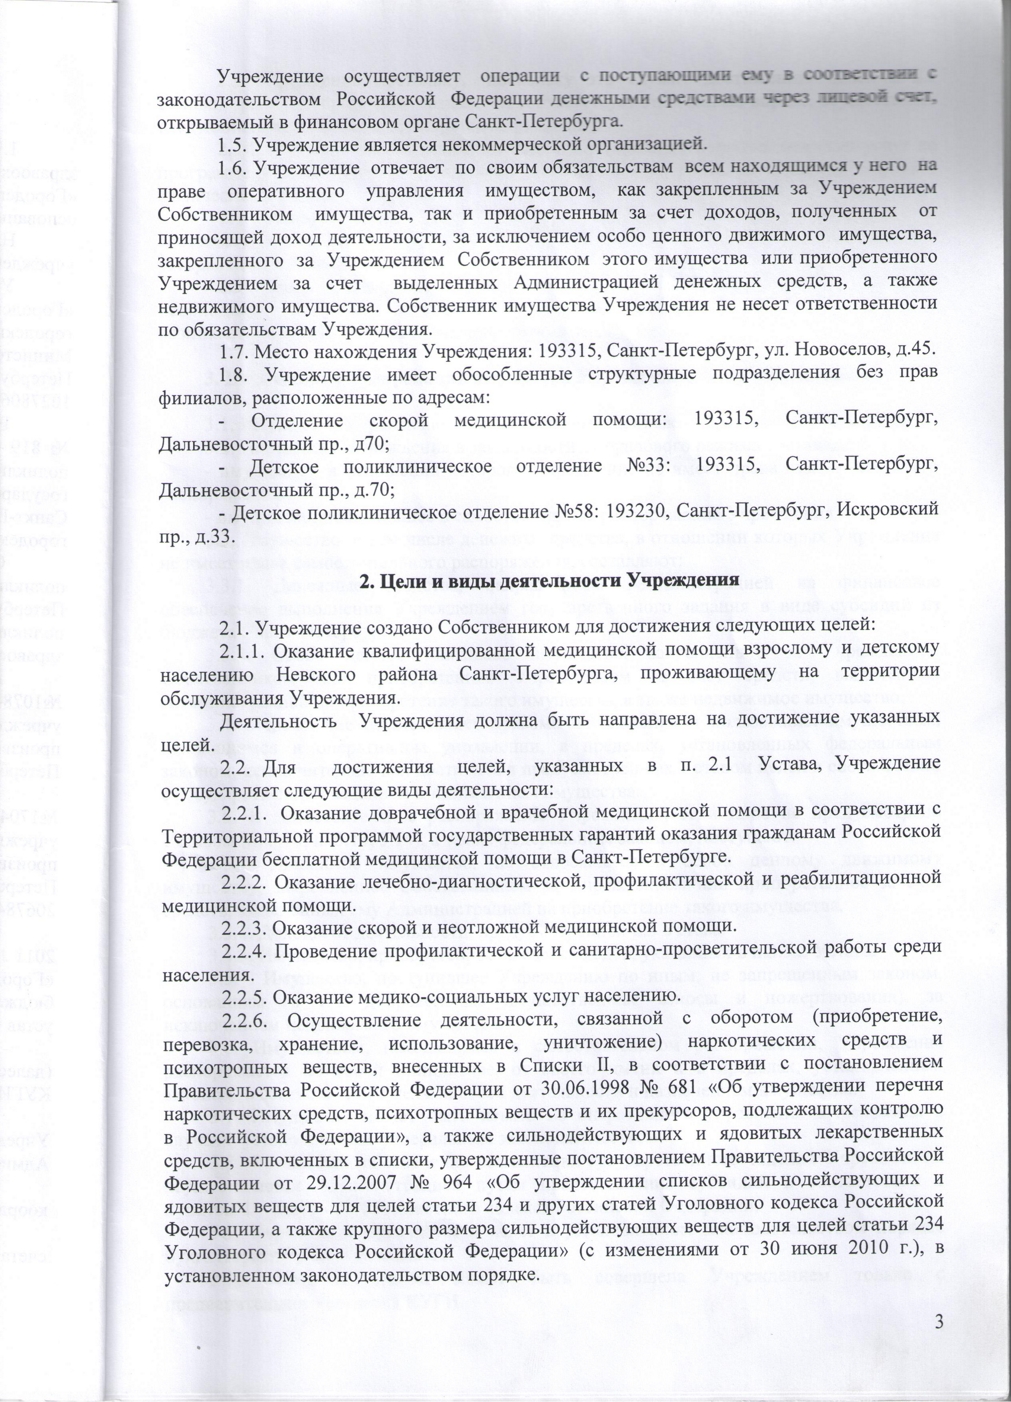 Учреждение осуществляет операции с поступающими ему в соответствии с
законодательством Российской Федерации денежными средствами через лицевой счет,
открываемый в финансовом органе Санкт-Петербурга.
1.5. Учреждение является некоммерческой организацией.
1.6. Учреждение отвечает по своим обязательствам всем находящимся у него на
праве оперативного управления имуществом, как закрепленным за Учреждением
Собственником имущества, так и приобретенным за счет доходов, полученных от
приносящей доход деятельности, за исключением особо ценного движимого имущества,
закрепленного за Учреждением Собственником этого имущества или приобретенного
Учреждением за счет выделенных Администрацией денежных средств, а также
недвижимого имущества. Собственник имущества Учреждения не несет ответственности
по обязательствам Учреждения.
1.7. Место нахождения Учреждения: 193315, Санкт-Петербург, ул. Новоселов, д.45.
1.8. Учреждение имеет обособленные структурные подразделения без прав
филиалов, расположенные по адресам:
- Отделение скорой медицинской помощи: 193315, Санкт-Петербург,
Дальневосточный пр., д70;
- Детское поликлиническое отделение №33: 193315, Санкт-Петербург,
Дальневосточный пр., д.70;
- Детское поликлиническое отделение №58: 193230, Санкт-Петербург, Искровский
пр., д.33.
2. Цели и виды деятельности Учреждения
2.1. Учреждение создано Собственником для достижения следующих целей:
2.1.1. Оказание квалифицированной медицинской помощи взрослому и детскому
населению Невского района Санкт-Петербурга, проживающему на территории
обслуживания Учреждения.
Деятельность Учреждения должна быть направлена на достижение указанных
целей.
2.2. Для достижения целей, указанных в п. 2.1 Устава, Учреждение
осуществляет следующие виды деятельности:
2.2.1. Оказание доврачебной и врачебной медицинской помощи в соответствии с
Территориальной программой государственных гарантий оказания гражданам Российской
Федерации бесплатной медицинской помощи в Санкт-Петербурге.
2.2.2. Оказание лечебно-диагностической, профилактической и реабилитационной
медицинской помощи.
2.2.3. Оказание скорой и неотложной медицинской помощи.
2.2.4. Проведение профилактической и санитарно-просветительской работы среди
населения.
2.2.5. Оказание медико-социальных услуг населению.
2.2.6. Осуществление деятельности, связанной с оборотом (приобретение,
перевозка, хранение, использование, уничтожение) наркотических средств и
психотропных веществ, внесенных в Списки II, в соответствии с постановлением
Правительства Российской Федерации от 30.06.1998 № 681 «Об утверждении перечня
наркотических средств, психотропных веществ и их прекурсоров, подлежащих контролю
в Российской Федерации», а также сильнодействующих и ядовитых лекарственных
средств, включенных в списки, утвержденные постановлением Правительства Российской
Федерации от 29.12.2007 № 964 «Об утверждении списков сильнодействующих и
ядовитых веществ для целей статьи 234 и других статей Уголовного кодекса Российской
Федерации, а также крупного размера сильнодействующих веществ для целей статьи 234
Уголовного кодекса Российской Федерации» (с изменениями от 30 июня 2010 г.), в
установленном законодательством порядке.
3